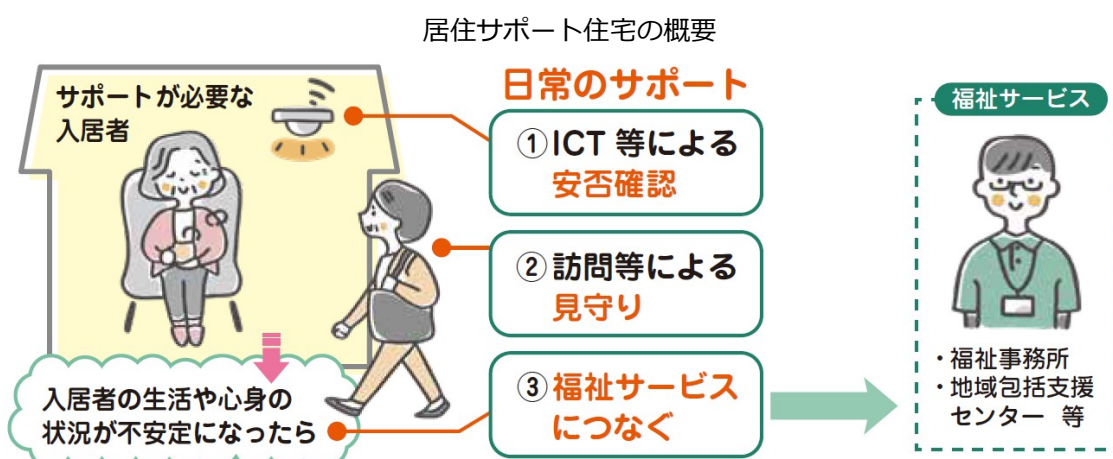 居住サポート住宅の概要
サポートが必要な
入居者
日常のサポート
①ICT 等による
安否確認
②訪問等による
見守り
入居者の生活や心身の
状況が不安定になったら
③福祉サービス
につなぐ
福祉サービス
・福祉事務所
・地域包括支援
センター 等